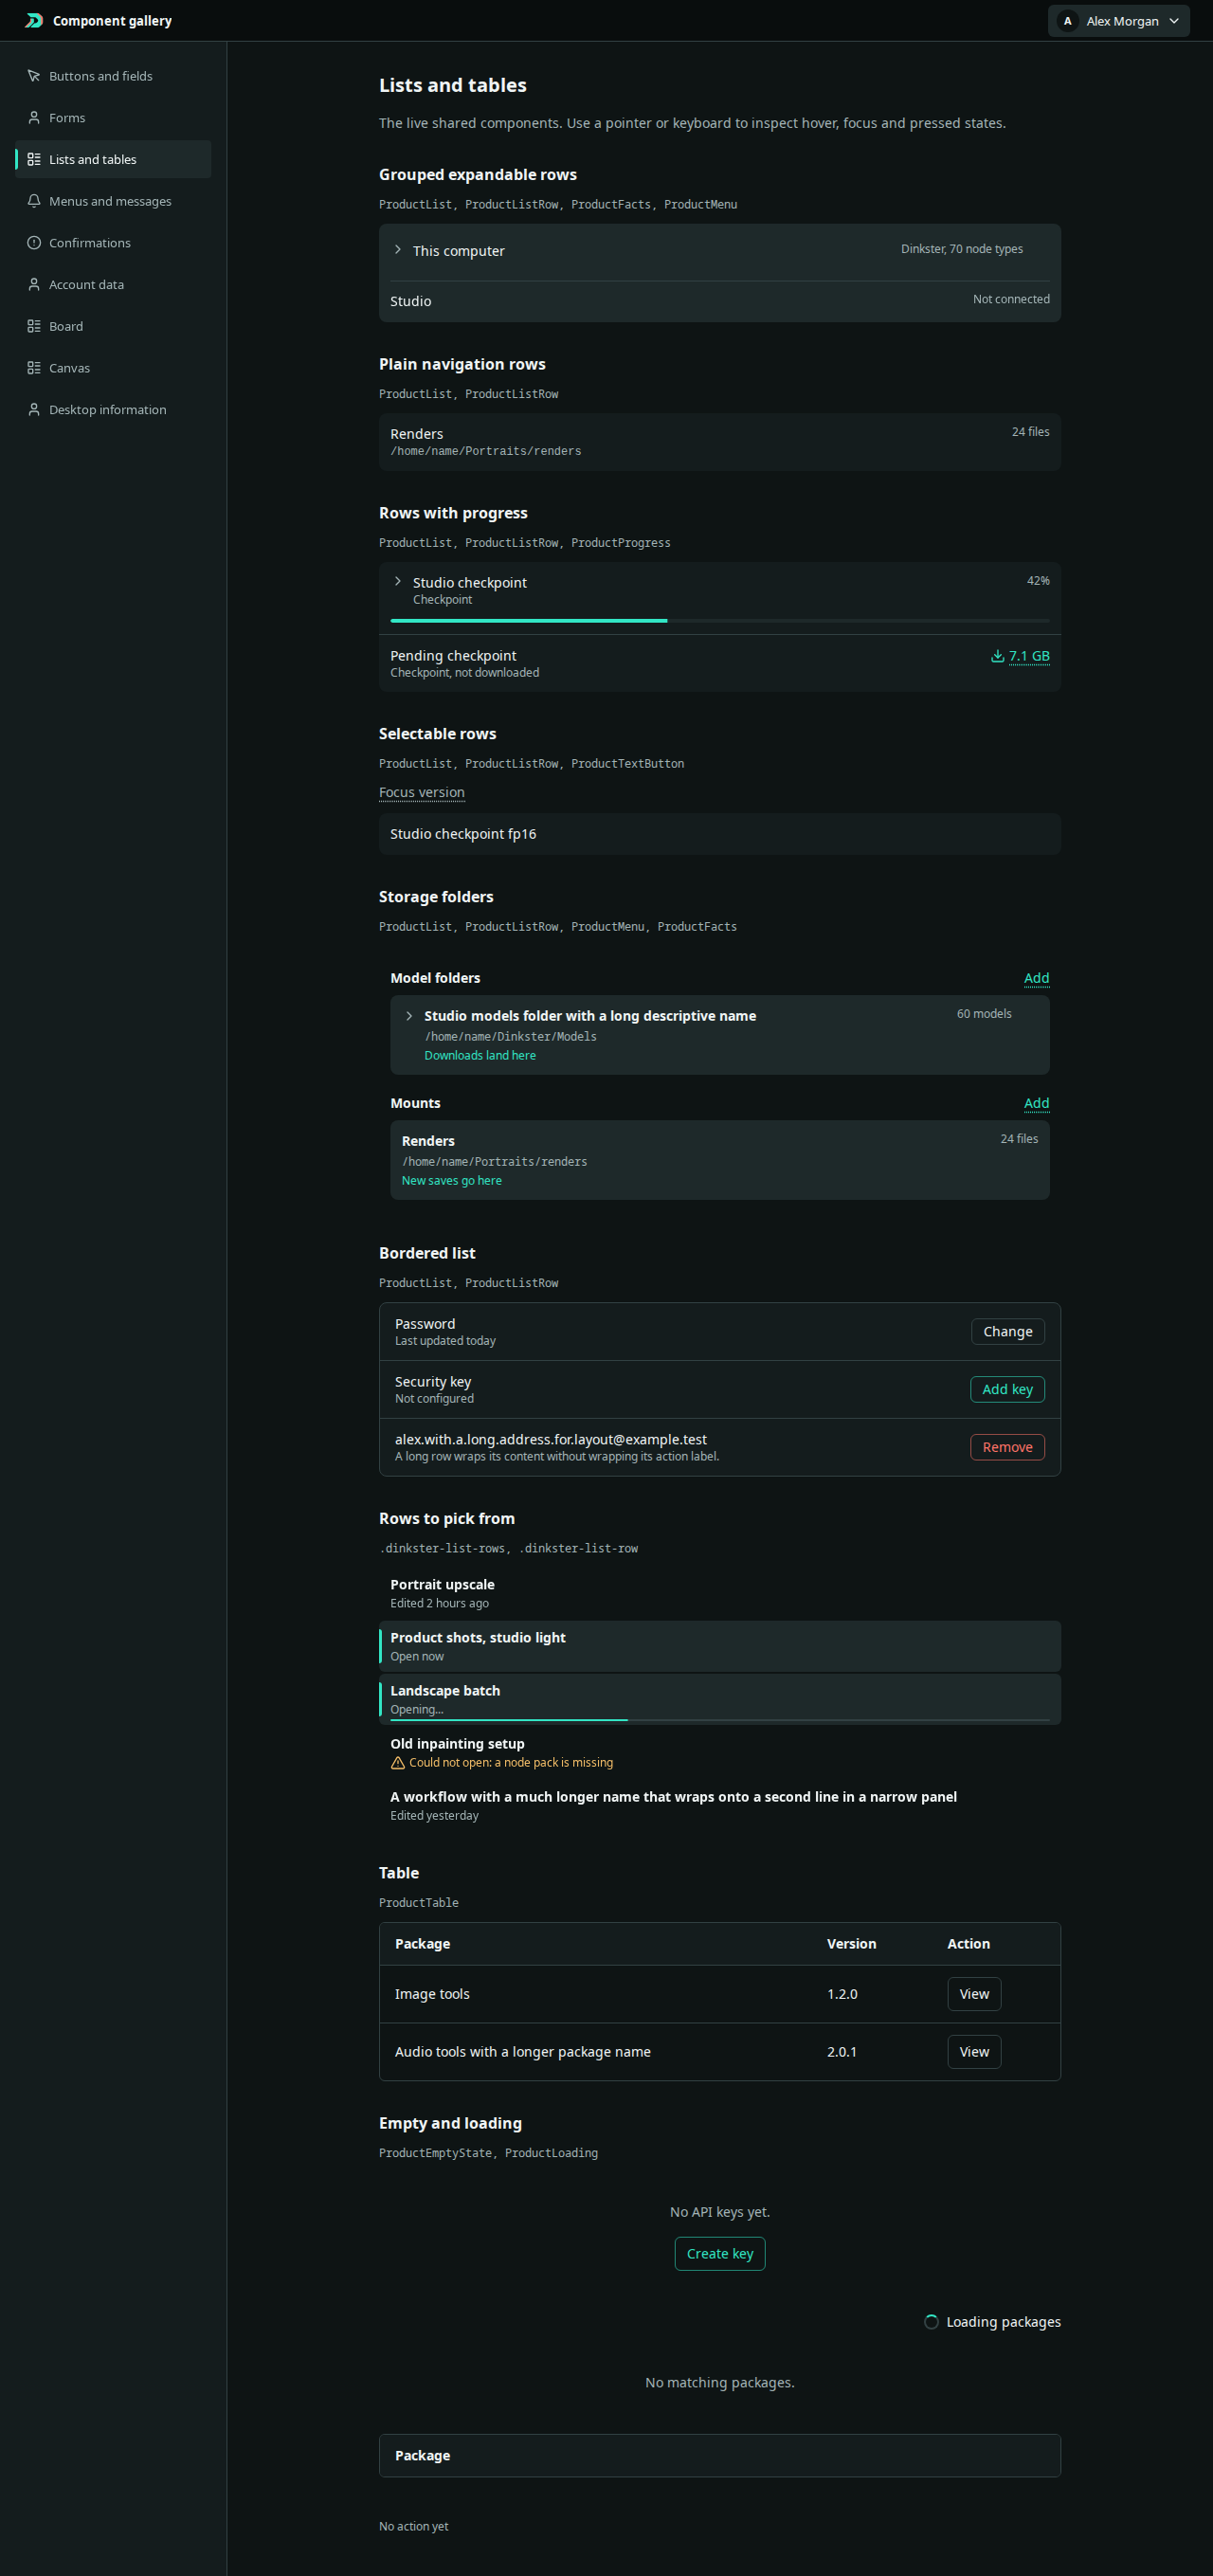 Component gallery
A Alex Morgan
Buttons and fields
Forms
Lists and tables
Menus and messages
Confirmations
Account data
Board
Canvas
Desktop information
Lists and tables
The live shared components. Use a pointer or keyboard to inspect hover, focus and pressed states.
Grouped expandable rows
ProductList, ProductListRow, ProductFacts, ProductMenu
This computer
Dinkster, 70 node types
Studio
Not connected
Plain navigation rows
ProductList, ProductListRow
Renders
24 files
/home/name/Portraits/renders
Rows with progress
ProductList, ProductListRow, ProductProgress
Studio checkpoint
42%
Checkpoint
Pending checkpoint
7.1 GB
Checkpoint, not downloaded
Selectable rows
ProductList, ProductListRow, ProductTextButton
Focus version
Studio checkpoint fp16
Storage folders
ProductList, ProductListRow, ProductMenu, ProductFacts
Model folders
Add
Studio models folder with a long descriptive name
60 models
/home/name/Dinkster/Models
Downloads land here
Mounts
Add
Renders
24 files
/home/name/Portraits/renders
New saves go here
Bordered list
ProductList, ProductListRow
Password
Last updated today
Change
Security key
Not configured
Add key
alex.with.a.long.address.for.layout@example.test
A long row wraps its content without wrapping its action label.
Remove
Rows to pick from
.dinkster-list-rows, .dinkster-list-row
Portrait upscale
Edited 2 hours ago
Product shots, studio light
Open now
Landscape batch
Opening...
Old inpainting setup
Could not open: a node pack is missing
A workflow with a much longer name that wraps onto a second line in a narrow panel
Edited yesterday
Table
ProductTable
Package Version Action
Image tools 1.2.0 View
Audio tools with a longer package name 2.0.1 View
Empty and loading
ProductEmptyState, ProductLoading
No API keys yet.
Create key
Loading packages
No matching packages.
Package
No action yet